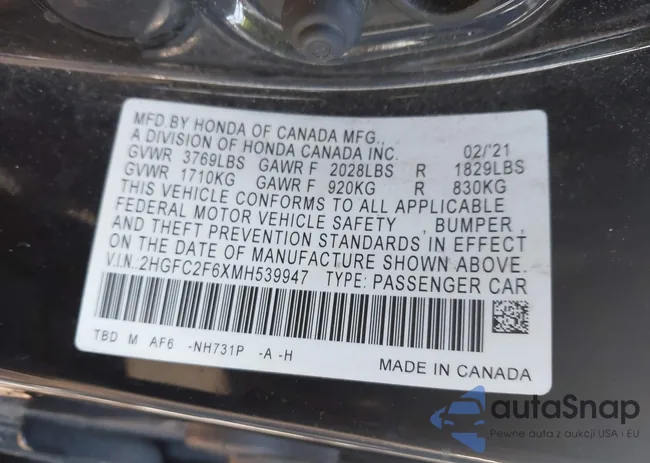 MFD.BY HONDA OF CANADA MFG.,
A DIVISION OF HONDA CANADA INC. 02/'21
GVWR 3769LBS GAWR F 2028LBS R 1829LBS
GVWR 1710KG GAWR F 920KG R 830KG
THIS VEHICLE CONFORMS TO ALL APPLICABLE
FEDERAL MOTOR VEHICLE SAFETY , BUMPER,
AND THEFT PREVENTION STANDARDS IN EFFECT
ON THE DATE OF MANUFACTURE SHOWN ABOVE.
V.I.N.:2HGFC2F6XMH539947 TYPE: PASSENGER CAR
TBD M AF6 -NH731P -A -H
MADE IN CANADA
autaSnap
Pewne auta z aukcji USA i EU